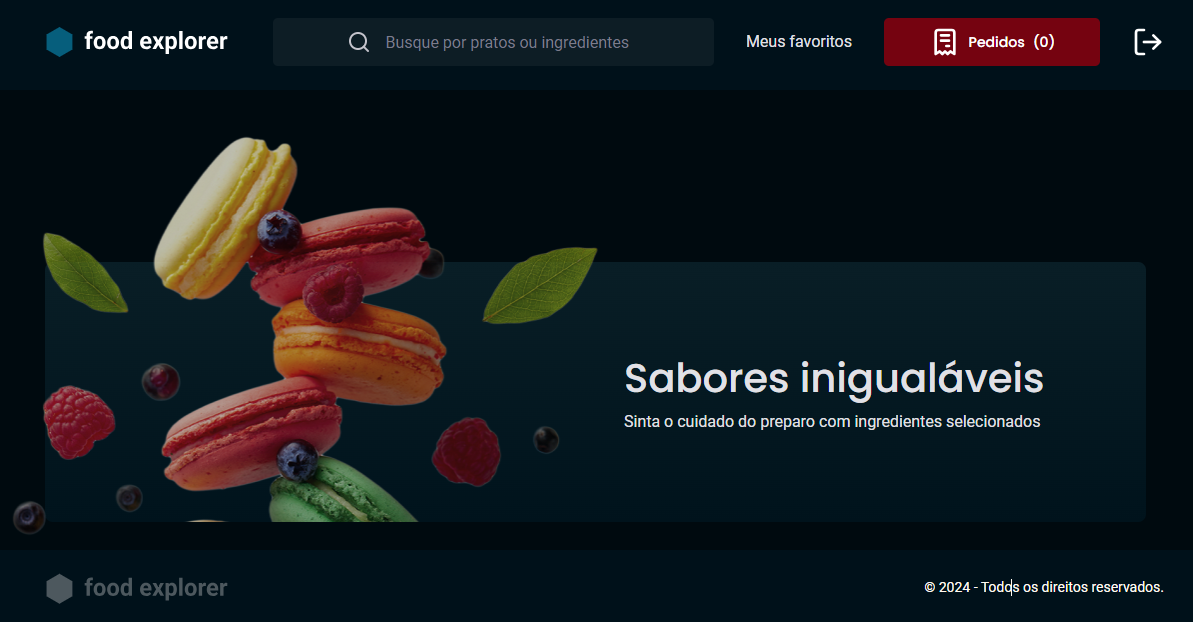 food explorer
Busque por pratos ou ingredientes
Meus favoritos
Pedidos (0)
Sabores inigualáveis
Sinta o cuidado do preparo com ingredientes selecionados
food explorer
© 2024 - Todos os direitos reservados.